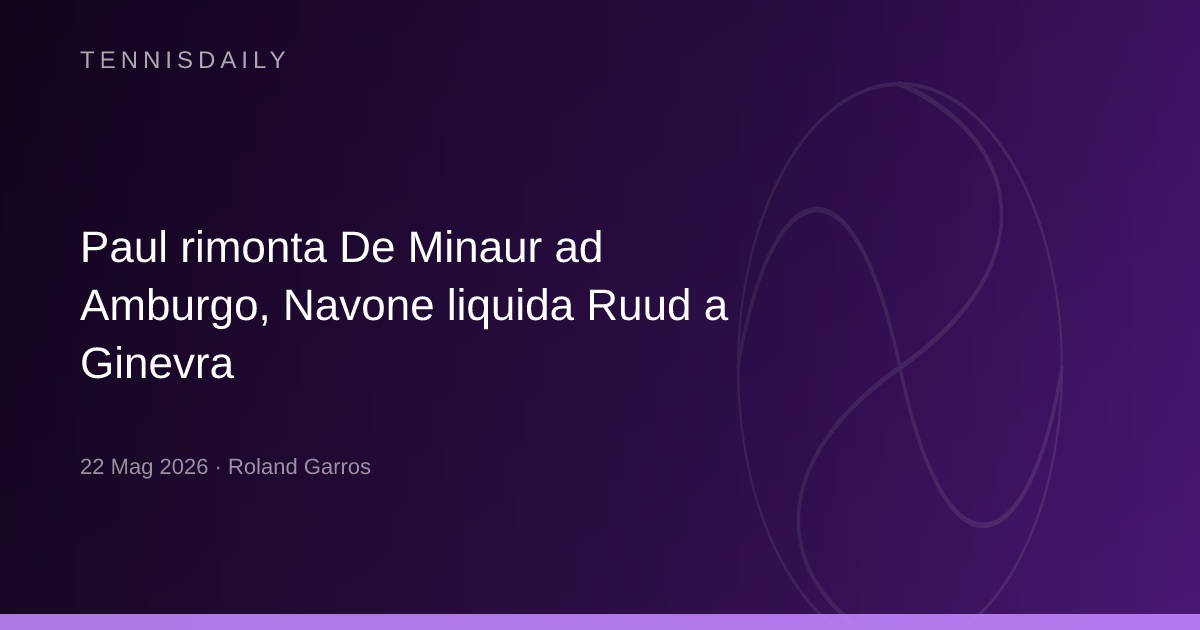 TENNISDAILY
Paul rimonta De Minaur ad
Amburgo, Navone liquida Ruud a
Ginevra
22 Mag 2026 · Roland Garros